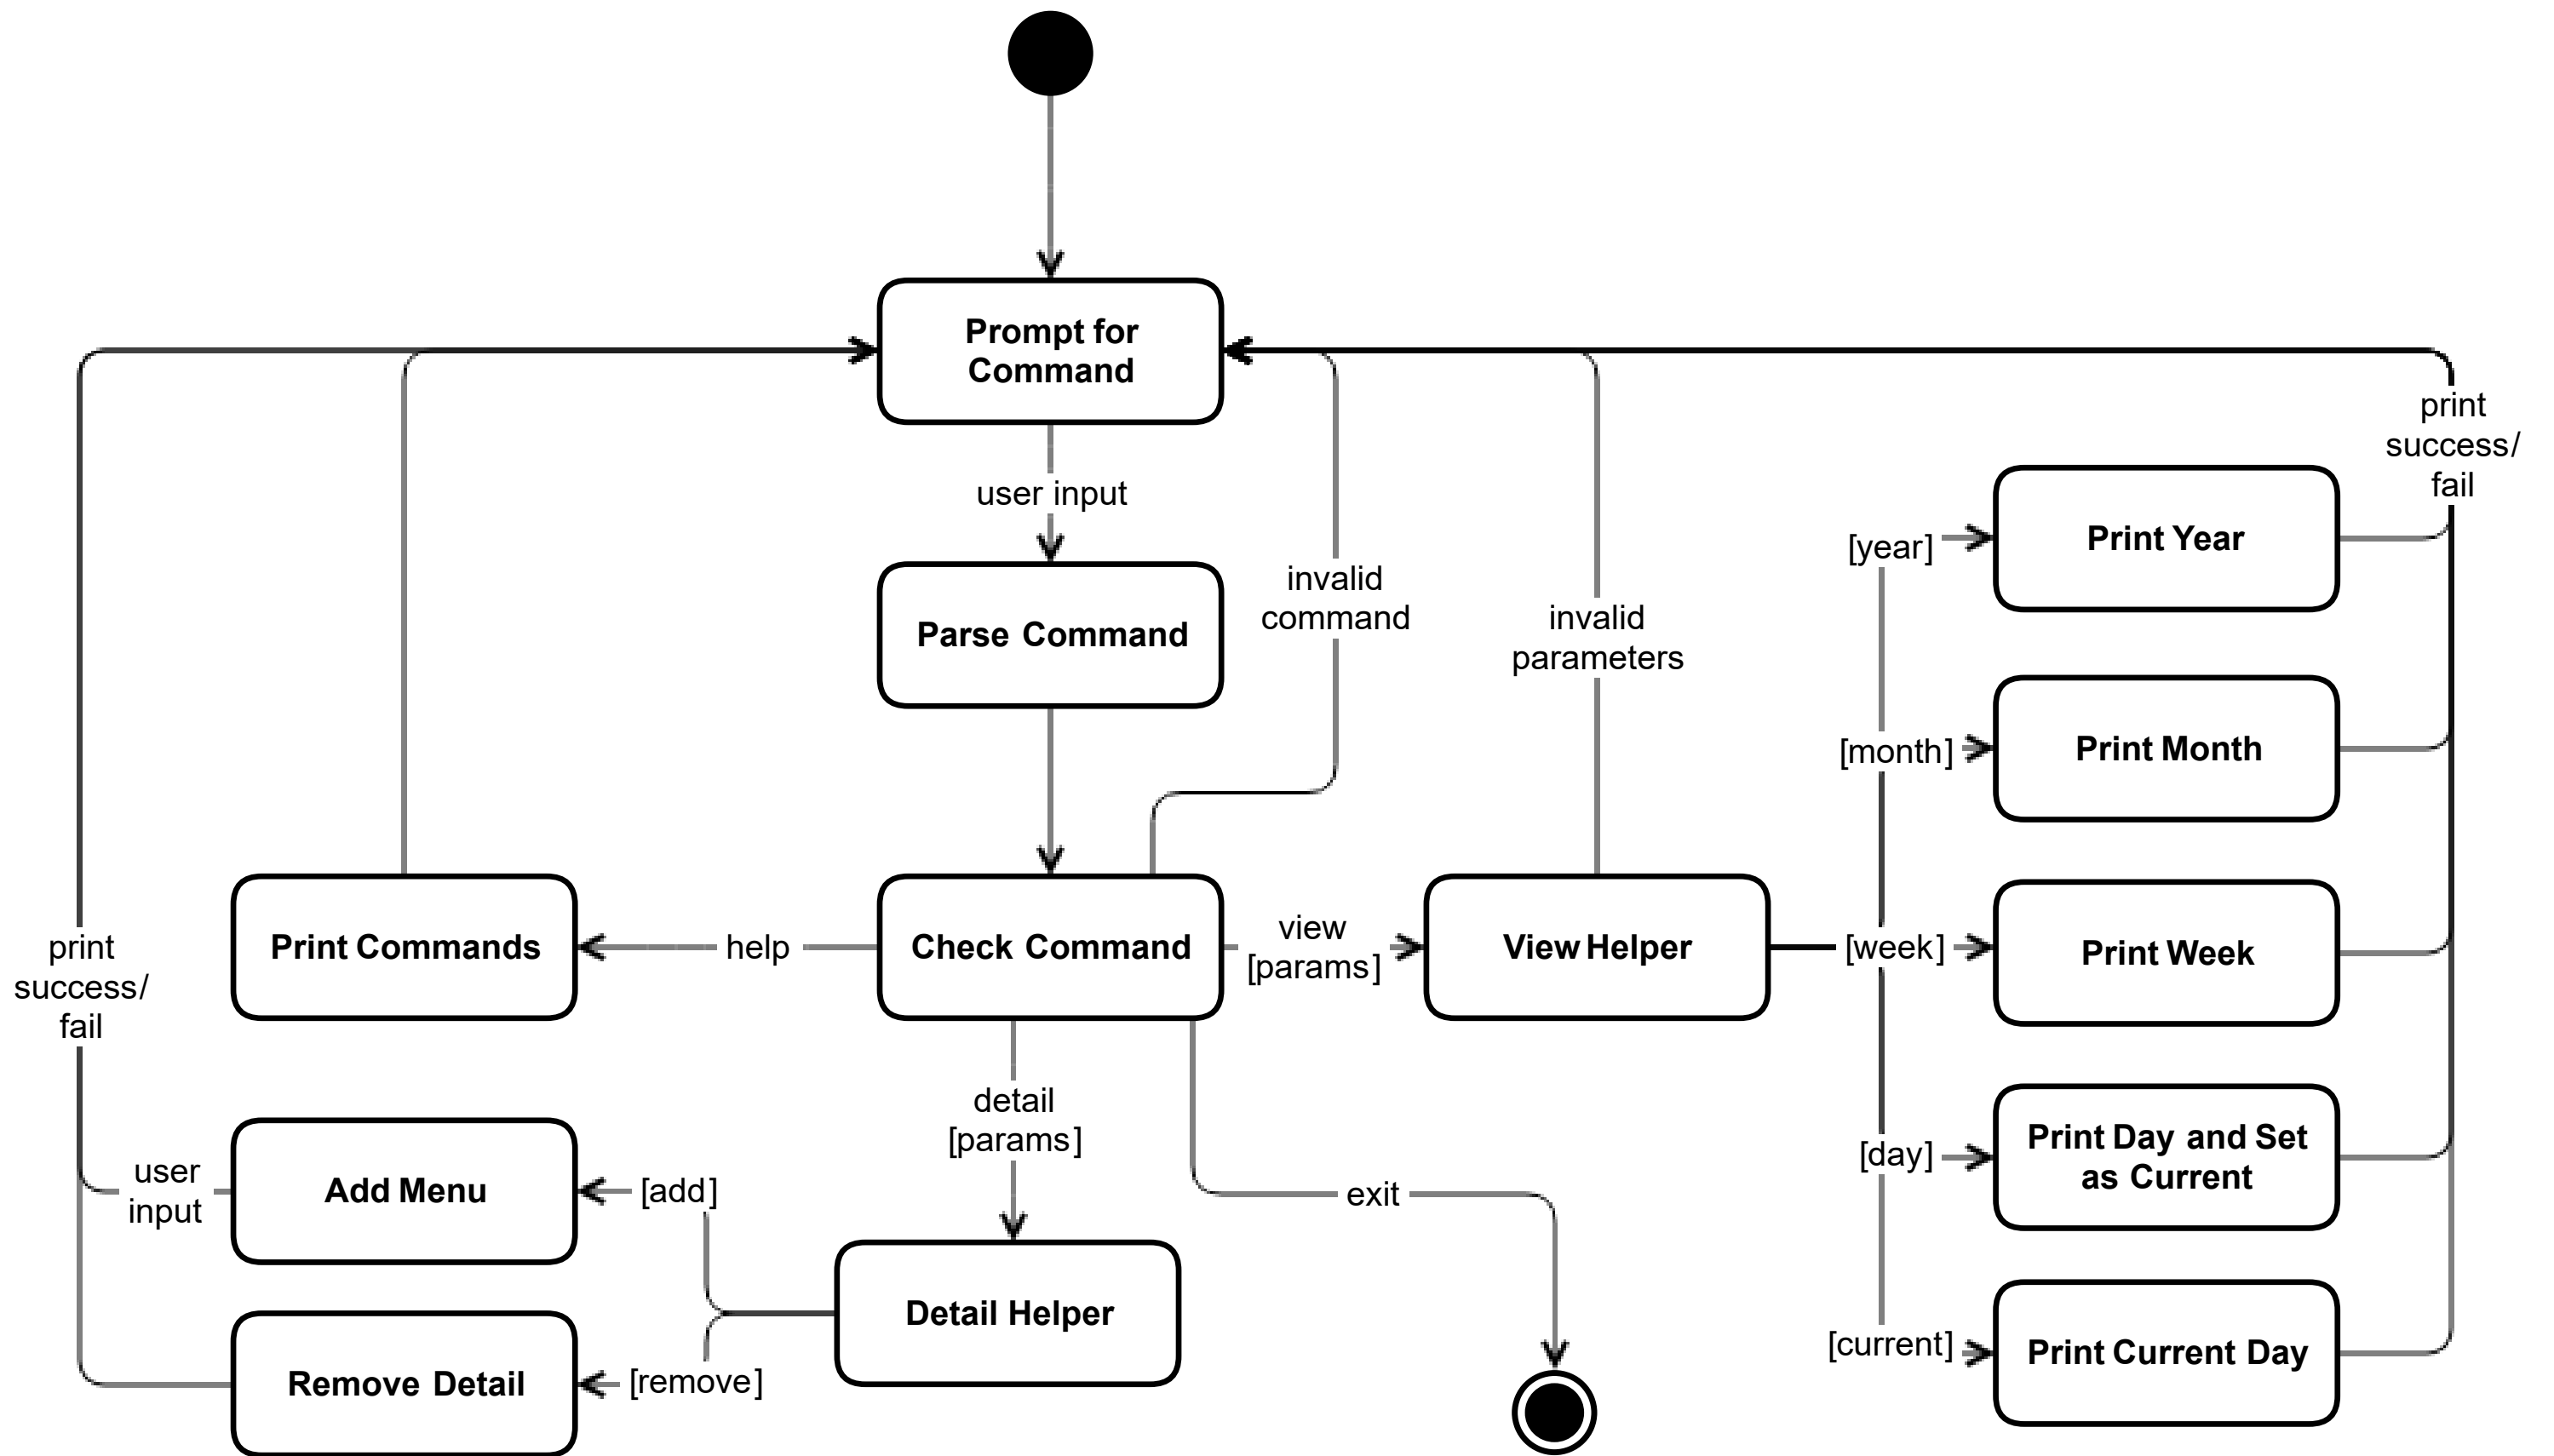 Prompt for
Command
print
success/
fail
user input
[year]
Print Year
invalid
command
invalid
parameters
Parse Command
[month]
Print Month
print
success/
fail
Print Commands
help
Check Command
view
[params]
View Helper
[week]
Print Week
detail
[params]
[day]
Print Day and Set
as Current
user
input
Add Menu
[add]
exit
Detail Helper
[current]
Print Current Day
Remove Detail
[remove]